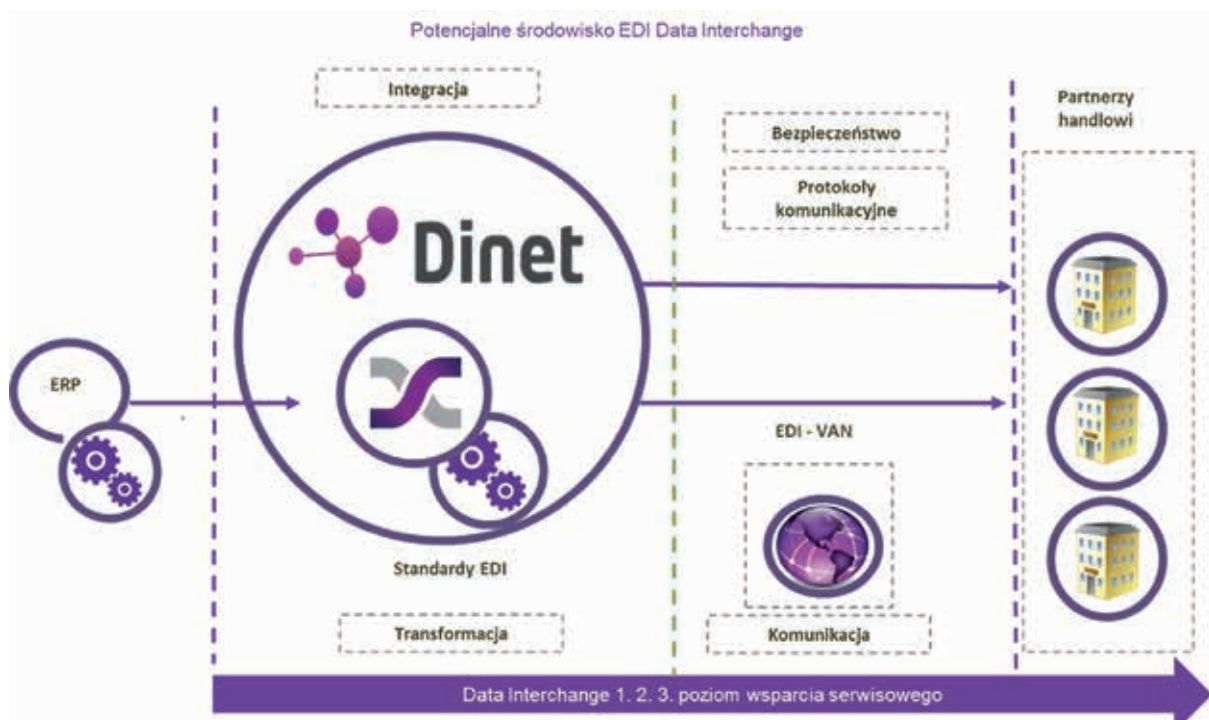 Potencjalne środowisko EDI Data Interchange
Integracja
Partnerzy
handlowi
Bezpieczeństwo
Protokoły
komunikacyjne
Dinet
ERP
EDI - VAN
Standardy EDI
Transformacja
Komunikacja
Data Interchange 1. 2. 3. poziom wsparcia serwisowego